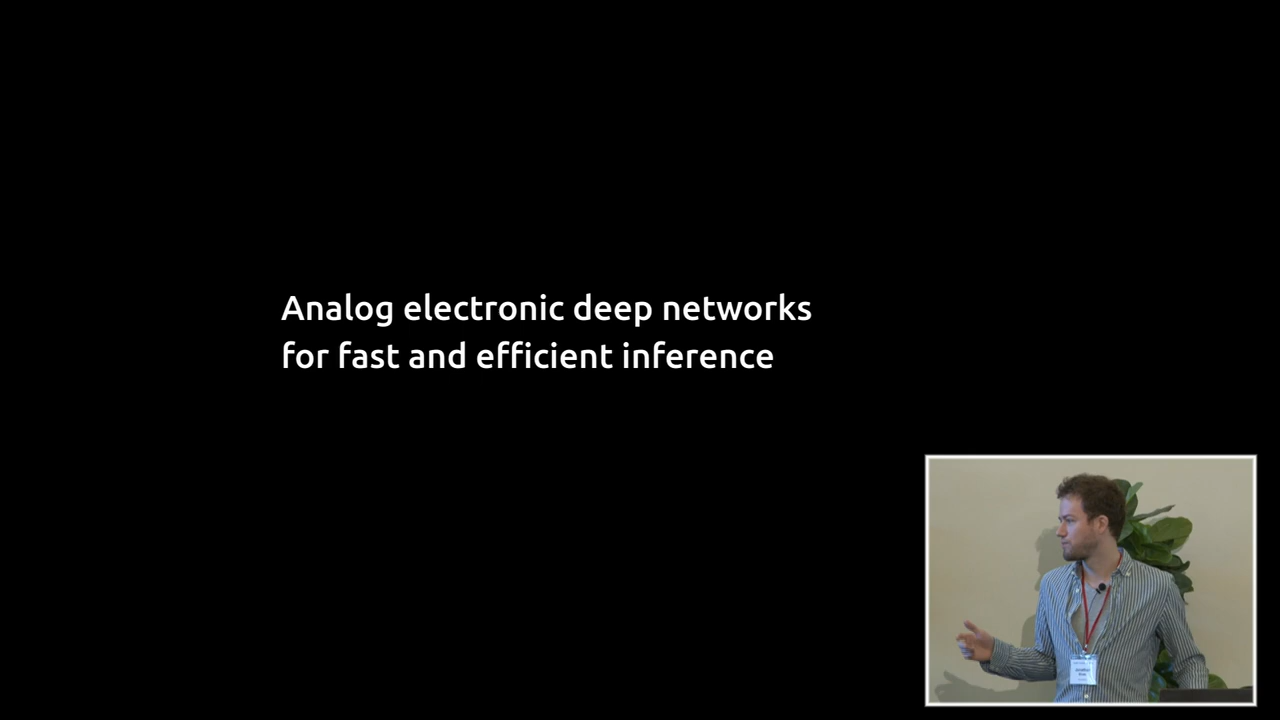 Analog electronic deep networks
for fast and efficient inference